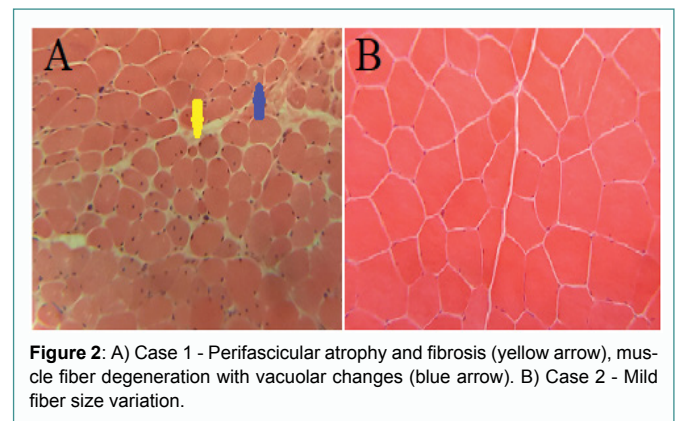 A
B
Figure 2: A) Case 1 - Perifascicular atrophy and fibrosis (yellow arrow), mus-
cle fiber degeneration with vacuolar changes (blue arrow). B) Case 2 - Mild
fiber size variation.